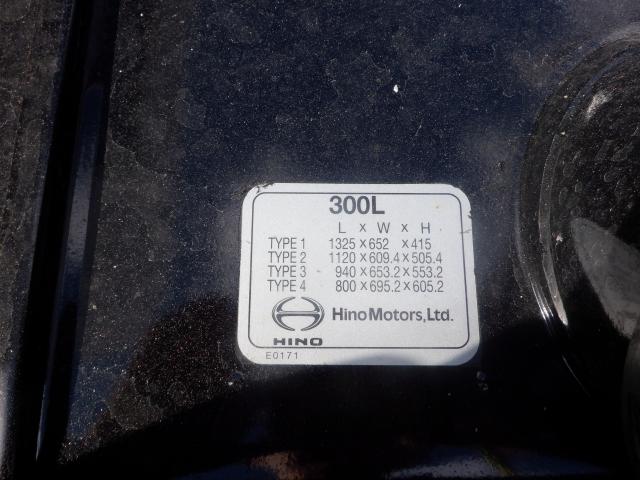 300L
L x W x H
TYPE 1 1325 x 652 x 415
TYPE 2 1120 x 609.4 x 505.4
TYPE 3 940 x 653.2 x 553.2
TYPE 4 800 x 695.2 x 605.2
HINO Hino Motors, Ltd.
E0171